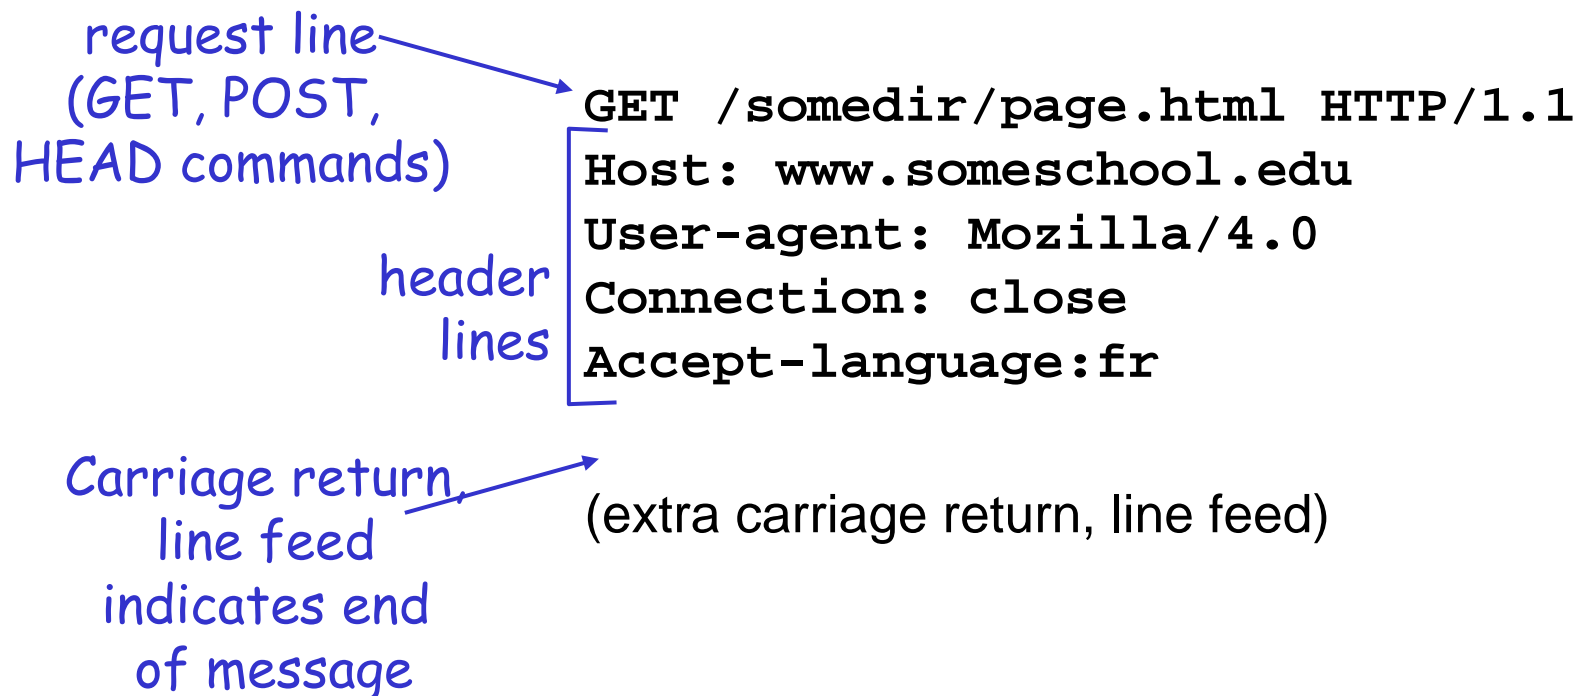 request line
(GET, POST,
HEAD commands)
GET /somedir/page.html HTTP/1.1
Host: www.someschool.edu
User-agent: Mozilla/4.0
Connection: close
Accept-language:fr
header
lines
Carriage return,
line feed
indicates end
of message
(extra carriage return, line feed)